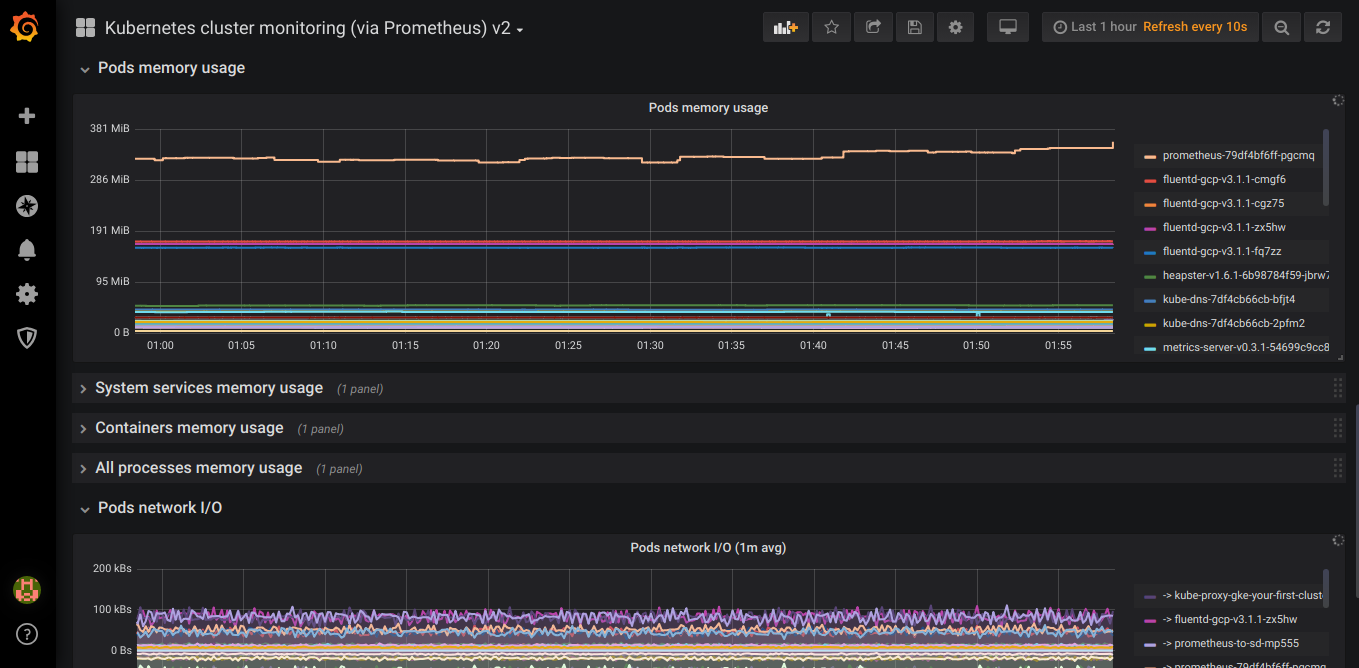 Kubernetes cluster monitoring (via Prometheus) v2
Last 1 hour Refresh every 10s
Pods memory usage
Pods memory usage
381 MiB
286 MiB
191 MiB
95 MiB
0 B
01:00 01:05 01:10 01:15 01:20 01:25 01:30 01:35 01:40 01:45 01:50 01:55
prometheus-79df4bf6ff-pgcmq
fluentd-gcp-v3.1.1-cmgf6
fluentd-gcp-v3.1.1-cgz75
fluentd-gcp-v3.1.1-zx5hw
fluentd-gcp-v3.1.1-fq7zz
heapster-v1.6.1-6b98784f59-jbrw7
kube-dns-7df4cb66cb-bfjt4
kube-dns-7df4cb66cb-2pfm2
metrics-server-v0.3.1-54699c9cc8
System services memory usage (1 panel)
Containers memory usage (1 panel)
All processes memory usage (1 panel)
Pods network I/O
Pods network I/O (1m avg)
200 kBs
100 kBs
0 Bs
-> kube-proxy-gke-your-first-cluste
-> fluentd-gcp-v3.1.1-zx5hw
-> prometheus-to-sd-mp555
-> prometheus-79df4bf6ff-pgcmq